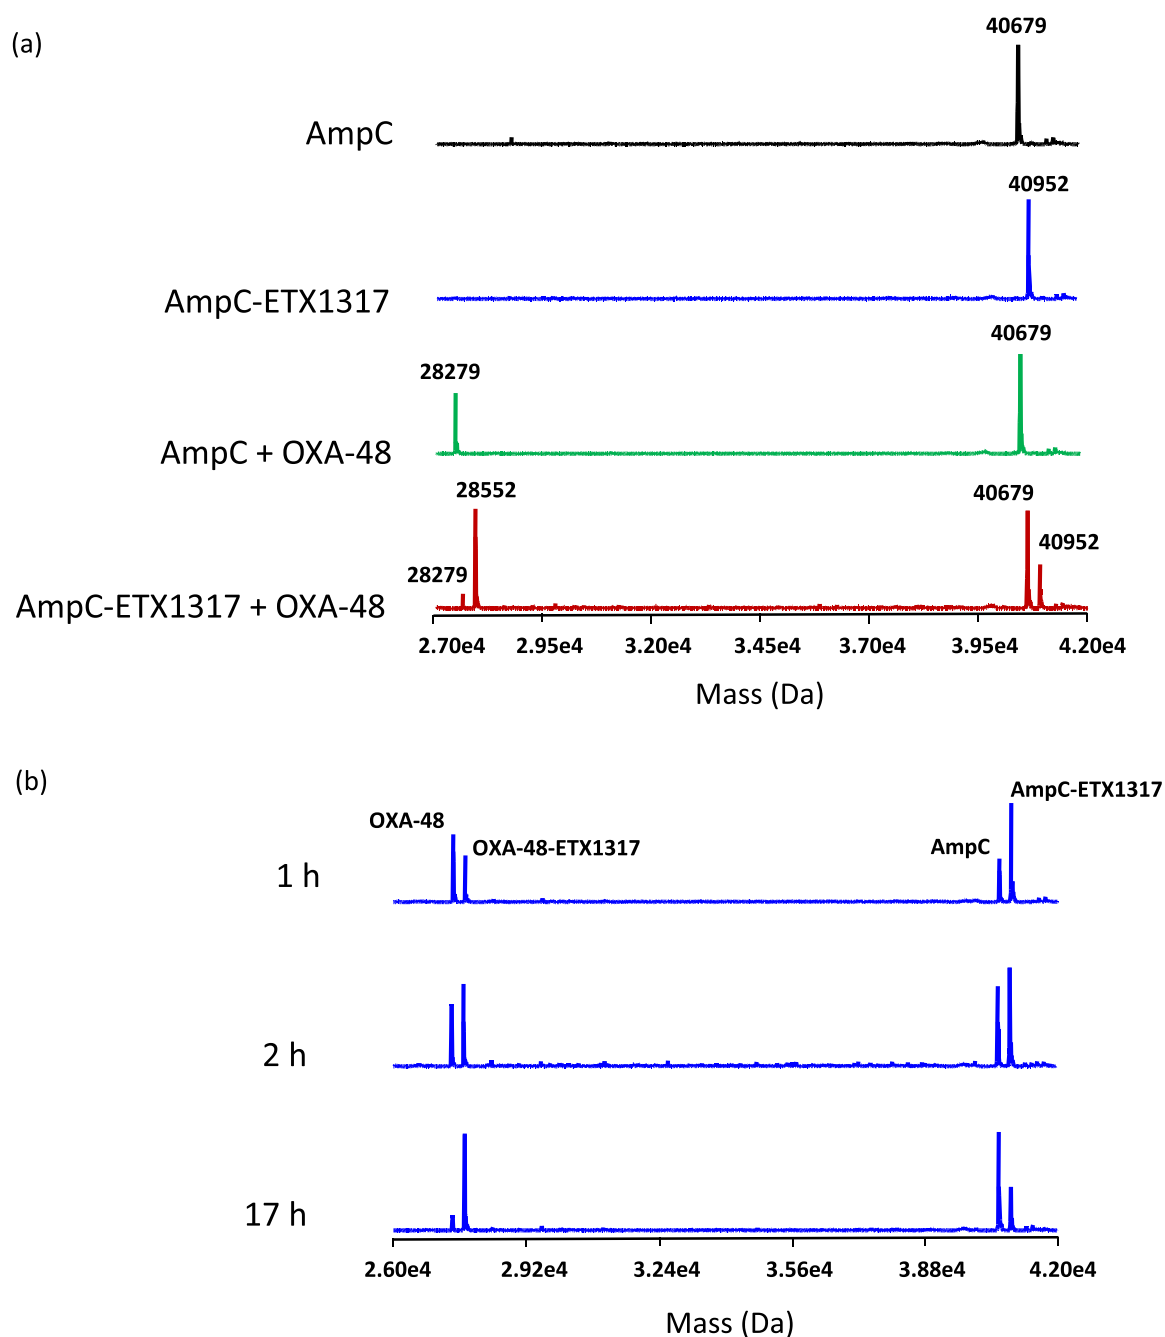 (a)
40679
AmpC
40952
AmpC-ETX1317
40679
28279
AmpC + OXA-48
28552
40679
40952
28279
AmpC-ETX1317 + OXA-48
2.70e4 2.95e4 3.20e4 3.45e4 3.70e4 3.95e4 4.20e4
Mass (Da)
(b)
AmpC-ETX1317
OXA-48
AmpC
OXA-48-ETX1317
1 h
2 h
17 h
2.60e4 2.92e4 3.24e4 3.56e4 3.88e4 4.20e4
Mass (Da)